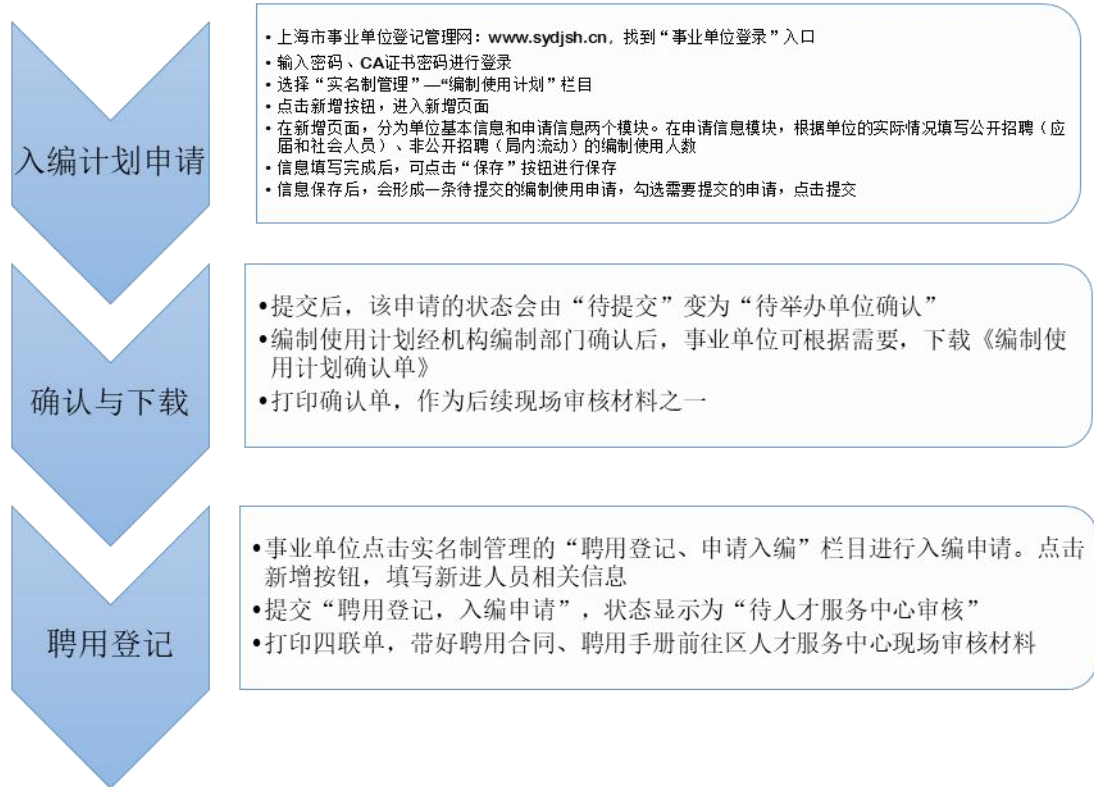 入编计划申请
• 上海市事业单位登记管理网：www.sydjsh.cn，找到“事业单位登录”入口
• 输入密码、CA证书密码进行登录
• 选择“实名制管理”—“编制使用计划”栏目
• 点击新增按钮，进入新增页面
• 在新增页面，分为单位基本信息和申请信息两个模块。在申请信息模块，根据单位的实际情况填写公开招聘（应
届和社会人员）、非公开招聘（局内流动）的编制使用人数
• 信息填写完成后，可点击“保存”按钮进行保存
• 信息保存后，会形成一条待提交的编制使用申请，勾选需要提交的申请，点击提交
确认与下载
•提交后，该申请的状态会由“待提交”变为“待举办单位确认”
•编制使用计划经机构编制部门确认后，事业单位可根据需要，下载《编制使
用计划确认单》
•打印确认单，作为后续现场审核材料之一
聘用登记
•事业单位点击实名制管理的“聘用登记、申请入编”栏目进行入编申请。点击
新增按钮，填写新进人员相关信息
•提交“聘用登记，入编申请”，状态显示为“待人才服务中心审核”
•打印四联单，带好聘用合同、聘用手册前往区人才服务中心现场审核材料